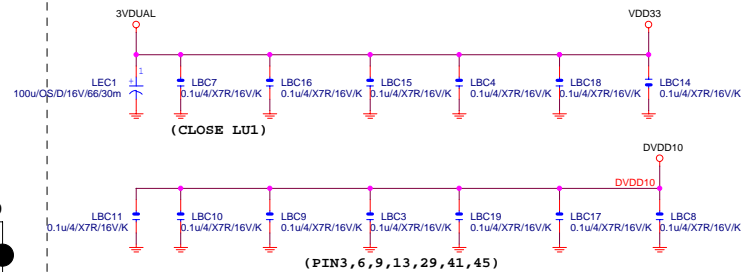 3VDUAL VDD33
1
+
LEC1 LBC7 LBC16 LBC15 LBC4 LBC18 LBC14
100u/OS/D/16V/66/30m 0.1u/4/X7R/16V/K 0.1u/4/X7R/16V/K 0.1u/4/X7R/16V/K 0.1u/4/X7R/16V/K 0.1u/4/X7R/16V/K 0.1u/4/X7R/16V/K
(CLOSE LU1)
DVDD10
DVDD10
LBC11 LBC10 LBC9 LBC3 LBC19 LBC17 LBC8
0.1u/4/X7R/16V/K 0.1u/4/X7R/16V/K 0.1u/4/X7R/16V/K 0.1u/4/X7R/16V/K 0.1u/4/X7R/16V/K 0.1u/4/X7R/16V/K 0.1u/4/X7R/16V/K
(PIN3,6,9,13,29,41,45)